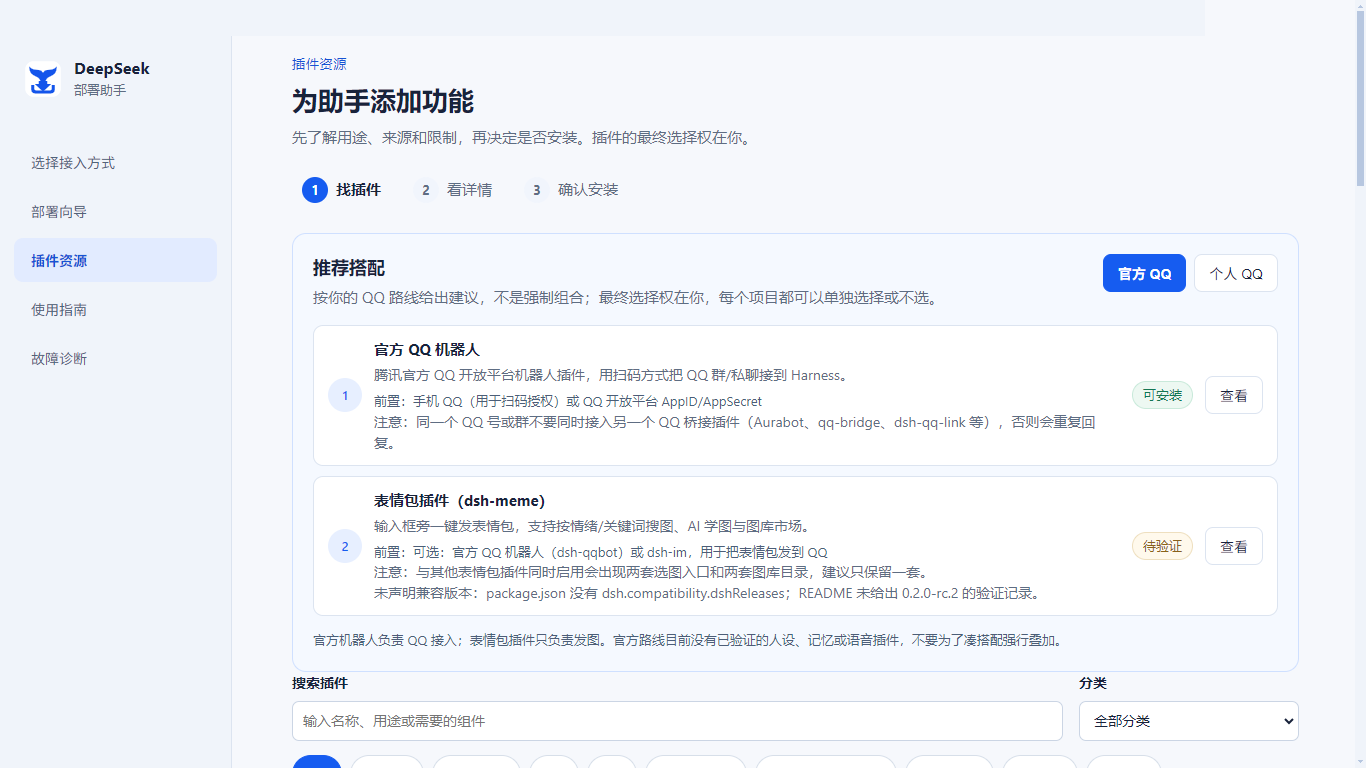 DeepSeek
部署助手
选择接入方式
部署向导
插件资源
使用指南
故障诊断
插件资源
为助手添加功能
先了解用途、来源和限制，再决定是否安装。插件的最终选择权在你。
1 找插件 2 看详情 3 确认安装
推荐搭配
按你的 QQ 路线给出建议，不是强制组合；最终选择权在你，每个项目都可以单独选择或不选。
官方 QQ 个人 QQ
1
官方 QQ 机器人
腾讯官方 QQ 开放平台机器人插件，用扫码方式把 QQ 群/私聊接到 Harness。
前置：手机 QQ（用于扫码授权）或 QQ 开放平台 AppID/AppSecret
注意：同一个 QQ 号或群不要同时接入另一个 QQ 桥接插件（Aurabot、qq-bridge、dsh-qq-link 等），否则会重复回
复。
可安装 查看
2
表情包插件（dsh-meme）
输入框旁一键发表情包，支持按情绪/关键词搜图、AI 学图与图库市场。
前置：可选：官方 QQ 机器人（dsh-qqbot）或 dsh-im，用于把表情包发到 QQ
注意：与其他表情包插件同时启用会出现两套选图入口和两套图库目录，建议只保留一套。
未声明兼容版本：package.json 没有 dsh.compatibility.dshReleases；README 未给出 0.2.0-rc.2 的验证记录。
待验证 查看
官方机器人负责 QQ 接入；表情包插件只负责发图。官方路线目前没有已验证的人设、记忆或语音插件，不要为了凑搭配强行叠加。
搜索插件 分类
输入名称、用途或需要的组件 全部分类